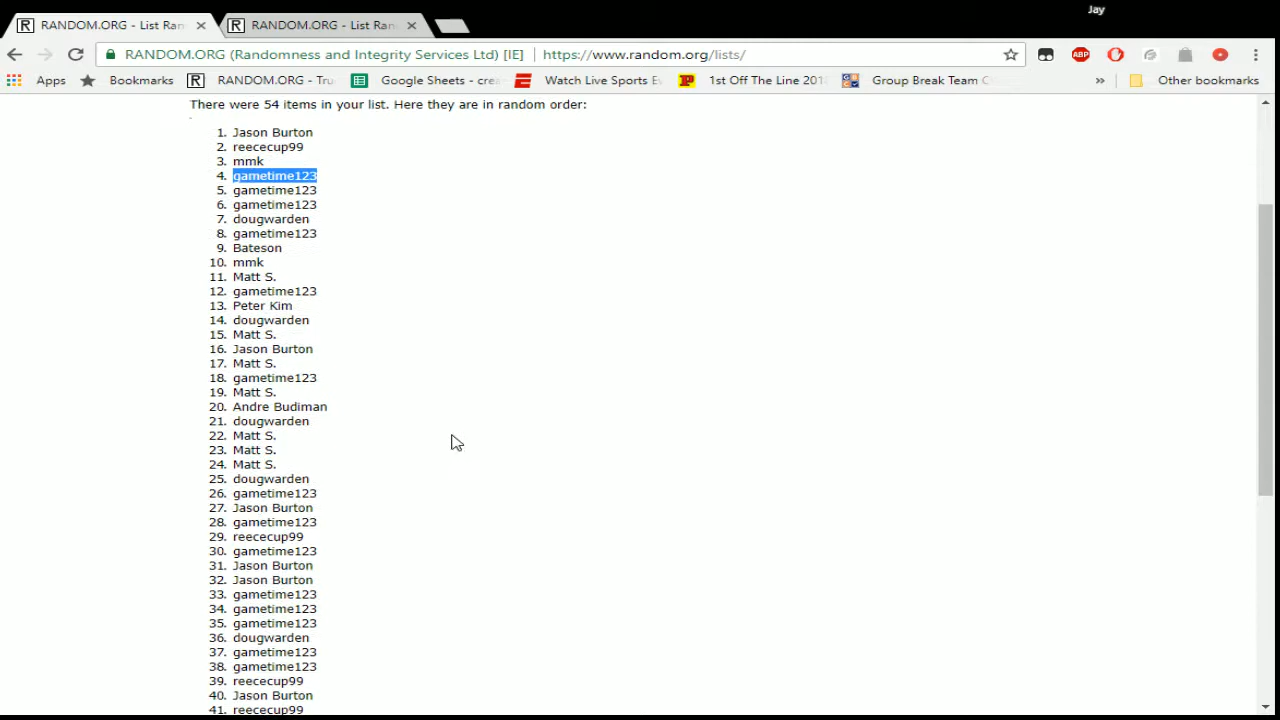 Jay
RANDOM.ORG - List Ran
RANDOM.ORG - List Ran
RANDOM.ORG (Randomness and Integrity Services Ltd) [IE]
https://www.random.org/lists/
ABP
Apps
Bookmarks
RANDOM.ORG - Tru
Google Sheets - crea
Watch Live Sports Ev
1st Off The Line 201
Group Break Team C
»
Other bookmarks
There were 54 items in your list. Here they are in random order:
1. Jason Burton
2. reececup99
3. mmk
4. gametime123
5. gametime123
6. gametime123
7. dougwarden
8. gametime123
9. Bateson
10. mmk
11. Matt S.
12. gametime123
13. Peter Kim
14. dougwarden
15. Matt S.
16. Jason Burton
17. Matt S.
18. gametime123
19. Matt S.
20. Andre Budiman
21. dougwarden
22. Matt S.
23. Matt S.
24. Matt S.
25. dougwarden
26. gametime123
27. Jason Burton
28. gametime123
29. reececup99
30. gametime123
31. Jason Burton
32. Jason Burton
33. gametime123
34. gametime123
35. gametime123
36. dougwarden
37. gametime123
38. gametime123
39. reececup99
40. Jason Burton
41. reececup99